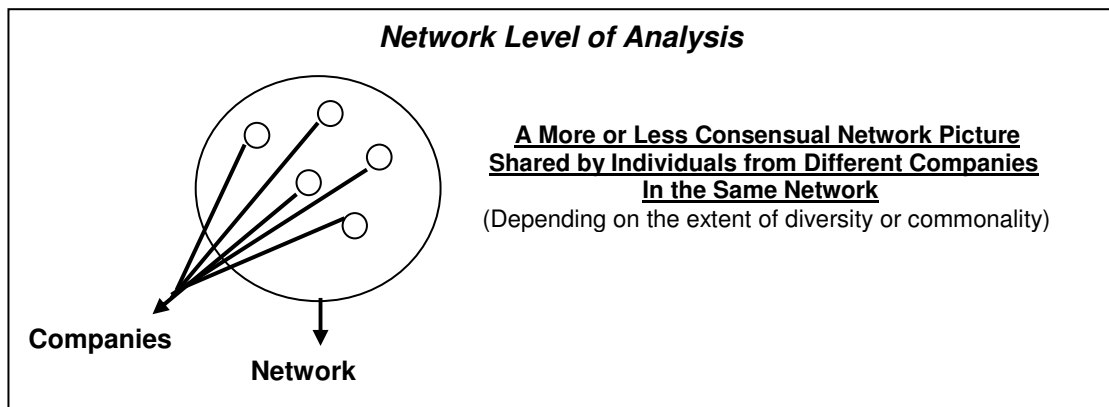 Network Level of Analysis
A More or Less Consensual Network Picture
Shared by Individuals from Different Companies
In the Same Network
(Depending on the extent of diversity or commonality)
Companies
Network